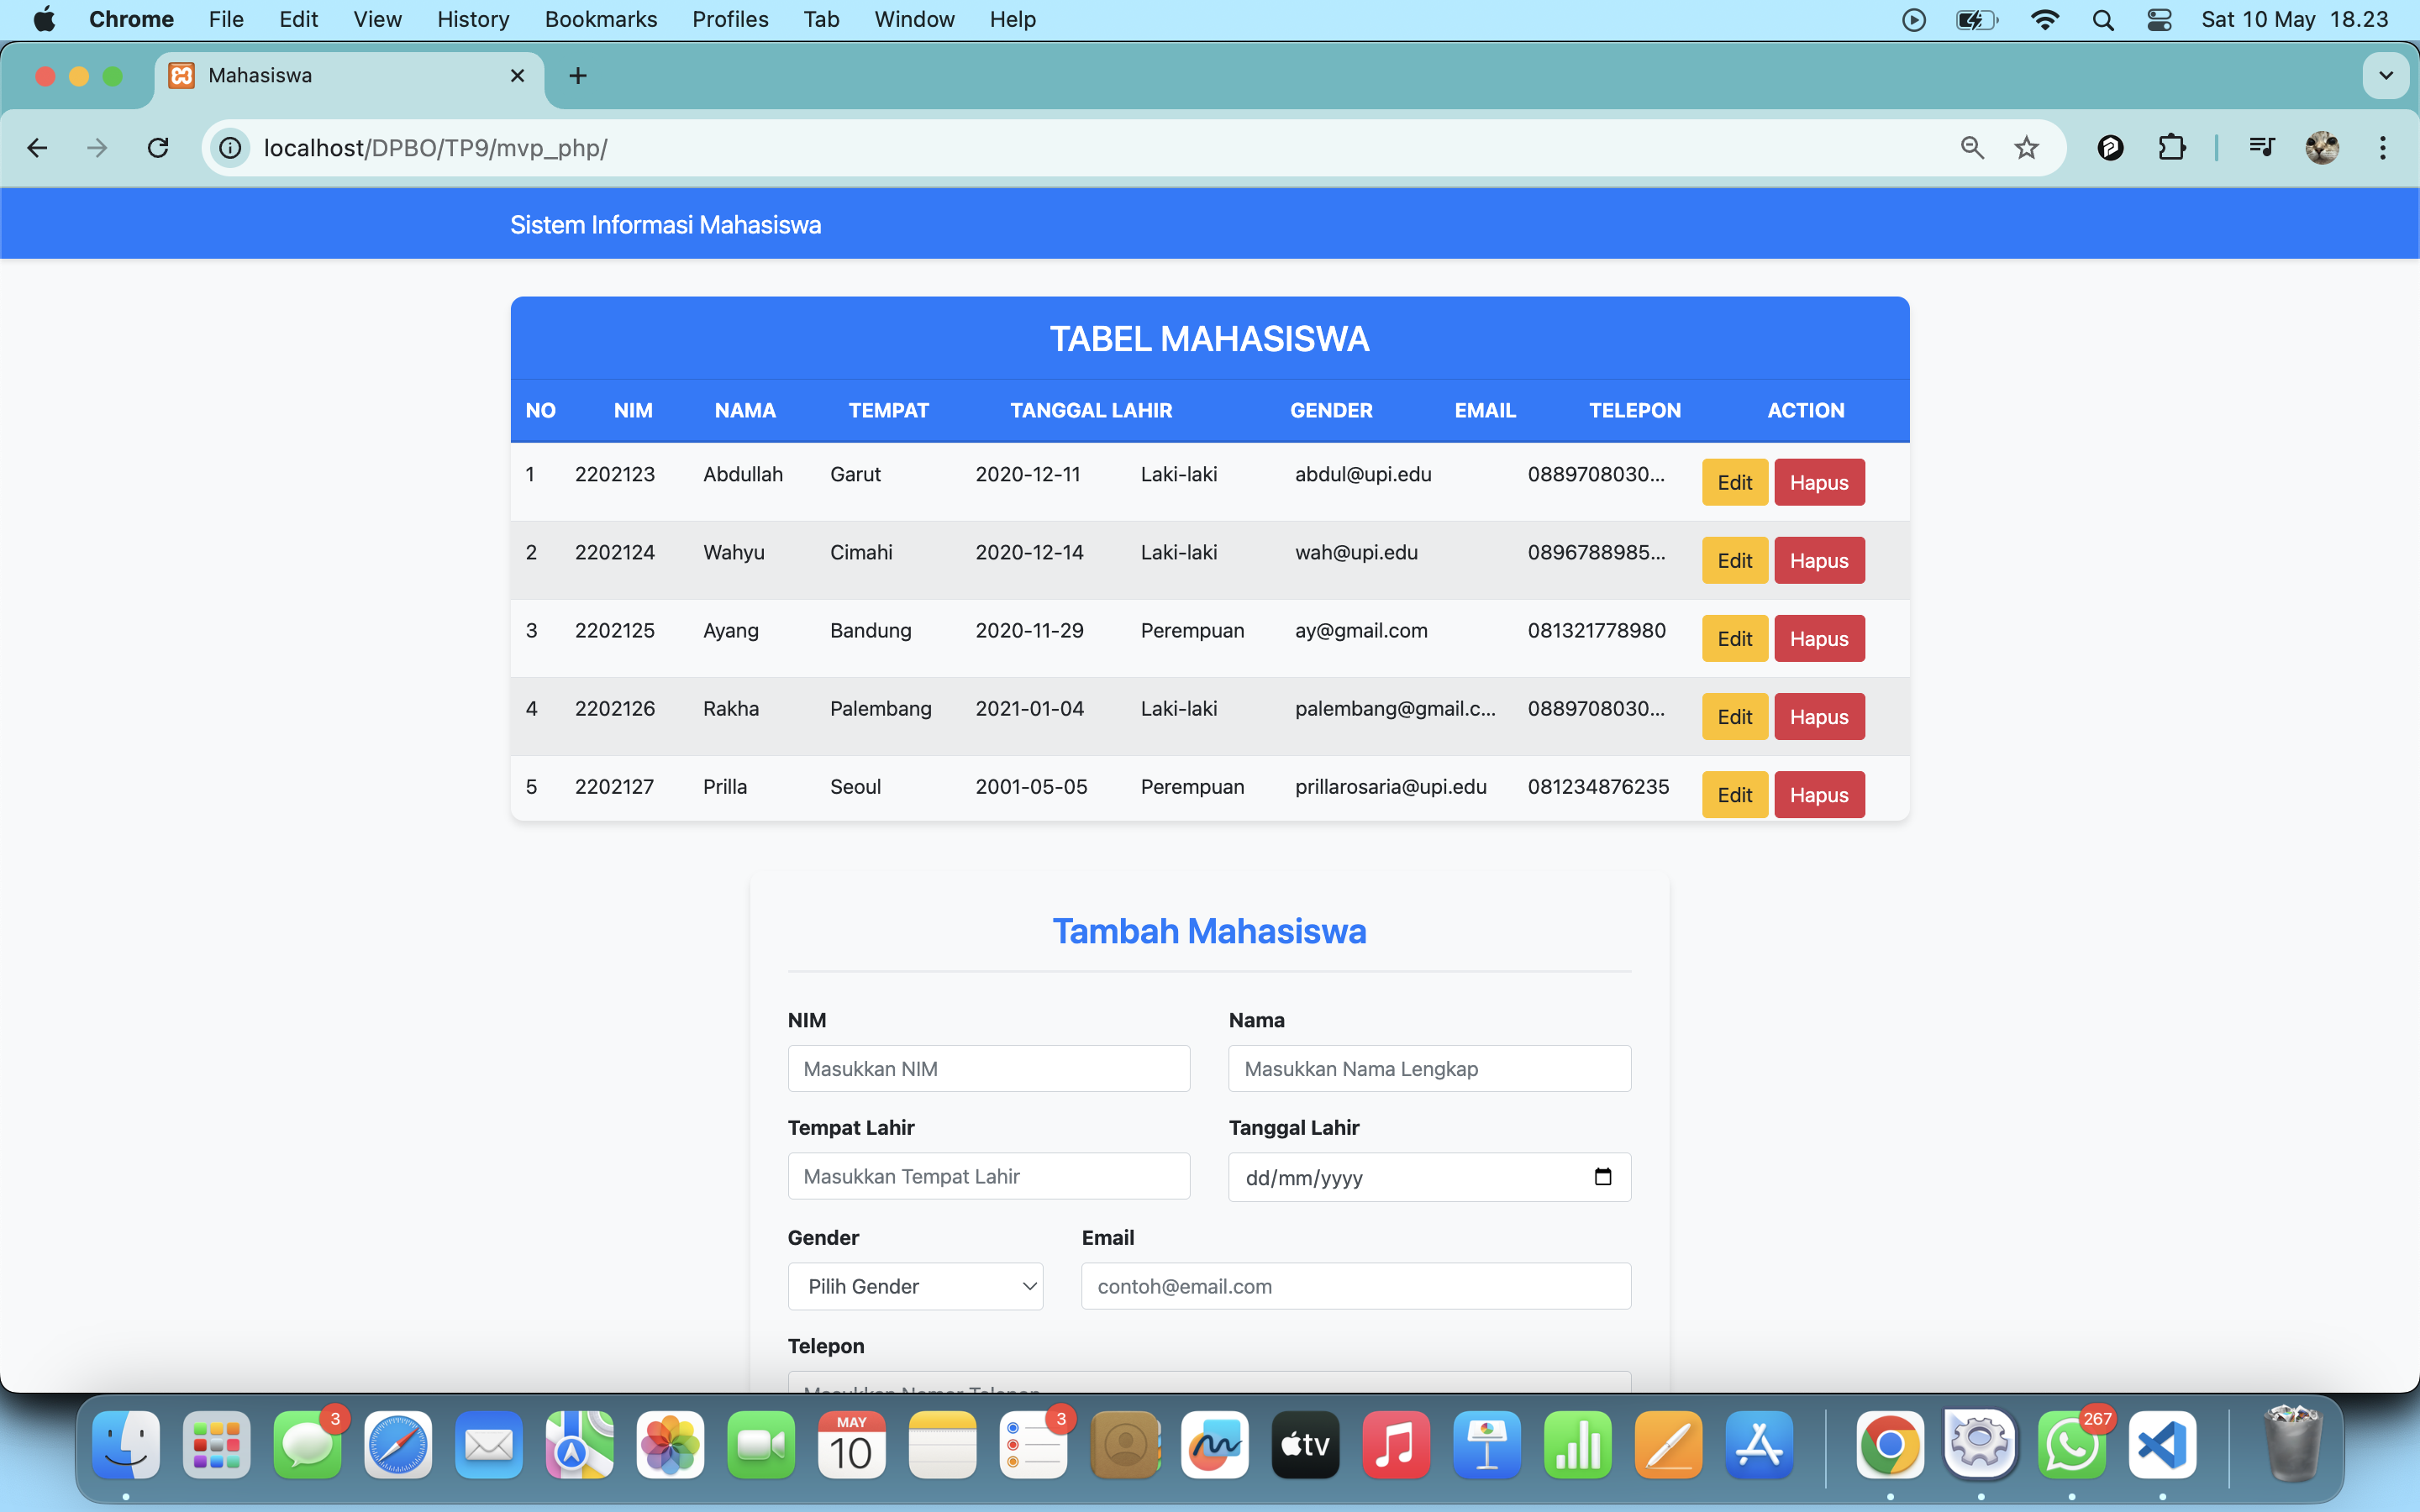 Chrome File Edit View History Bookmarks Profiles Tab Window Help Sat 10 May 18.23
Mahasiswa
localhost/DPBO/TP9/mvp_php/
Sistem Informasi Mahasiswa
TABEL MAHASISWA
NO NIM NAMA TEMPAT TANGGAL LAHIR GENDER EMAIL TELEPON ACTION
1 2202123 Abdullah Garut 2020-12-11 Laki-laki abdul@upi.edu 0889708030... Edit Hapus
2 2202124 Wahyu Cimahi 2020-12-14 Laki-laki wah@upi.edu 0896788985... Edit Hapus
3 2202125 Ayang Bandung 2020-11-29 Perempuan ay@gmail.com 081321778980 Edit Hapus
4 2202126 Rakha Palembang 2021-01-04 Laki-laki palembang@gmail.c... 0889708030... Edit Hapus
5 2202127 Prilla Seoul 2001-05-05 Perempuan prillarosaria@upi.edu 081234876235 Edit Hapus
Tambah Mahasiswa
NIM Nama
Masukkan NIM Masukkan Nama Lengkap
Tempat Lahir Tanggal Lahir
Masukkan Tempat Lahir dd/mm/yyyy
Gender Email
Pilih Gender contoh@email.com
Telepon
Masukkan Nomor Telepon
3 MAY 10 3 tv 267